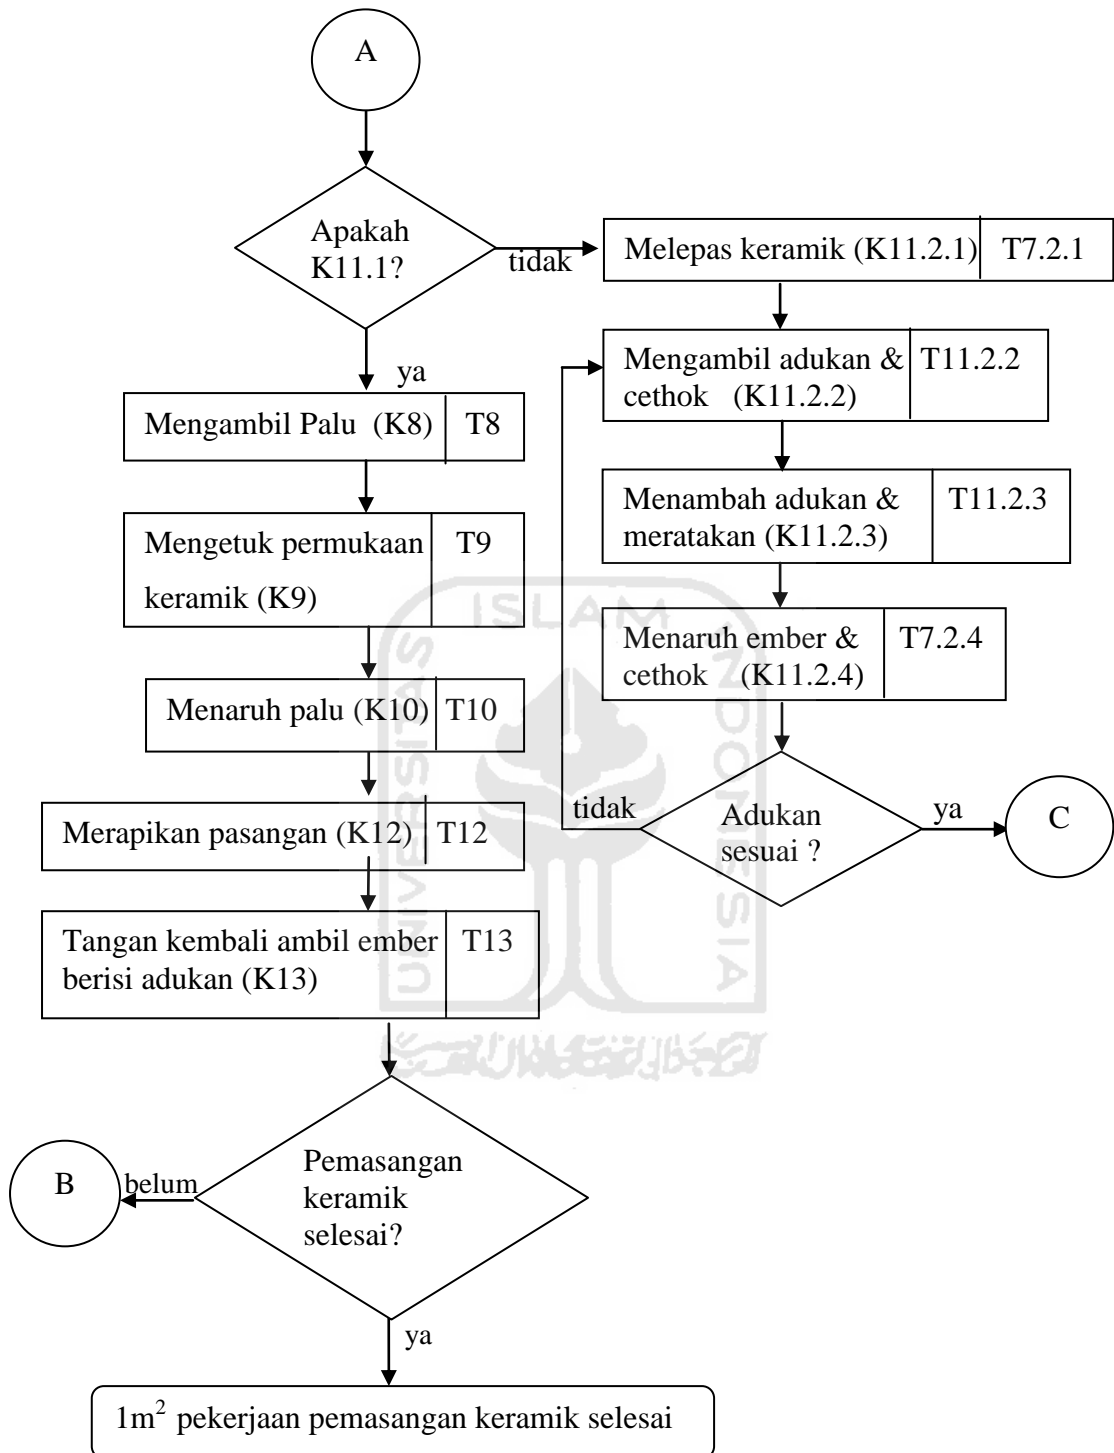 A
Apakah
K11.1?
tidak
ya
Melepas keramik (K11.2.1) T7.2.1
Mengambil adukan & T11.2.2
cethok (K11.2.2)
Menambah adukan & T11.2.3
meratakan (K11.2.3)
Menaruh ember & T7.2.4
cethok (K11.2.4)
Adukan
sesuai ?
tidak
ya
C
Mengambil Palu (K8) T8
Mengetuk permukaan T9
keramik (K9)
Menaruh palu (K10) T10
Merapikan pasangan (K12) T12
Tangan kembali ambil ember T13
berisi adukan (K13)
Pemasangan
keramik
selesai?
belum
B
ya
1m² pekerjaan pemasangan keramik selesai
UNIVERSITAS
ISLAM
INDONESIA